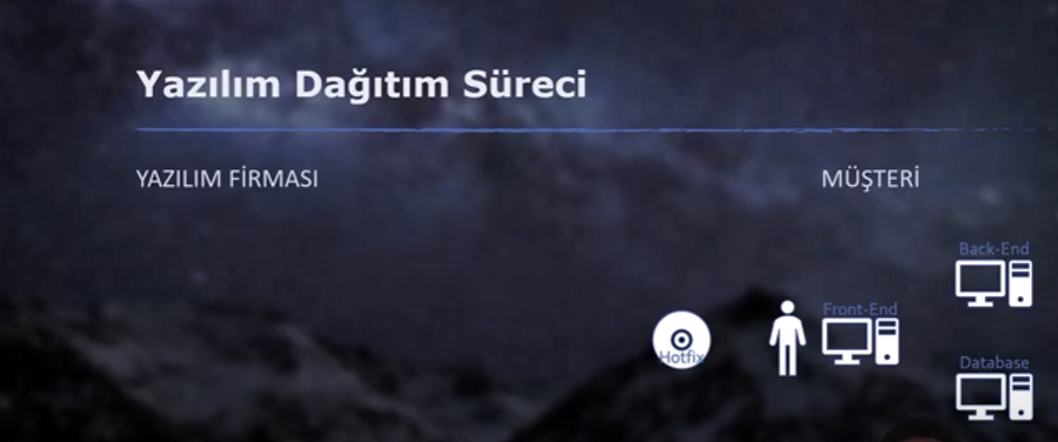 Yazılım Dağıtım Süreci
YAZILIM FİRMASI
MÜŞTERİ
Back-End
Front-End
Hotfix
Database